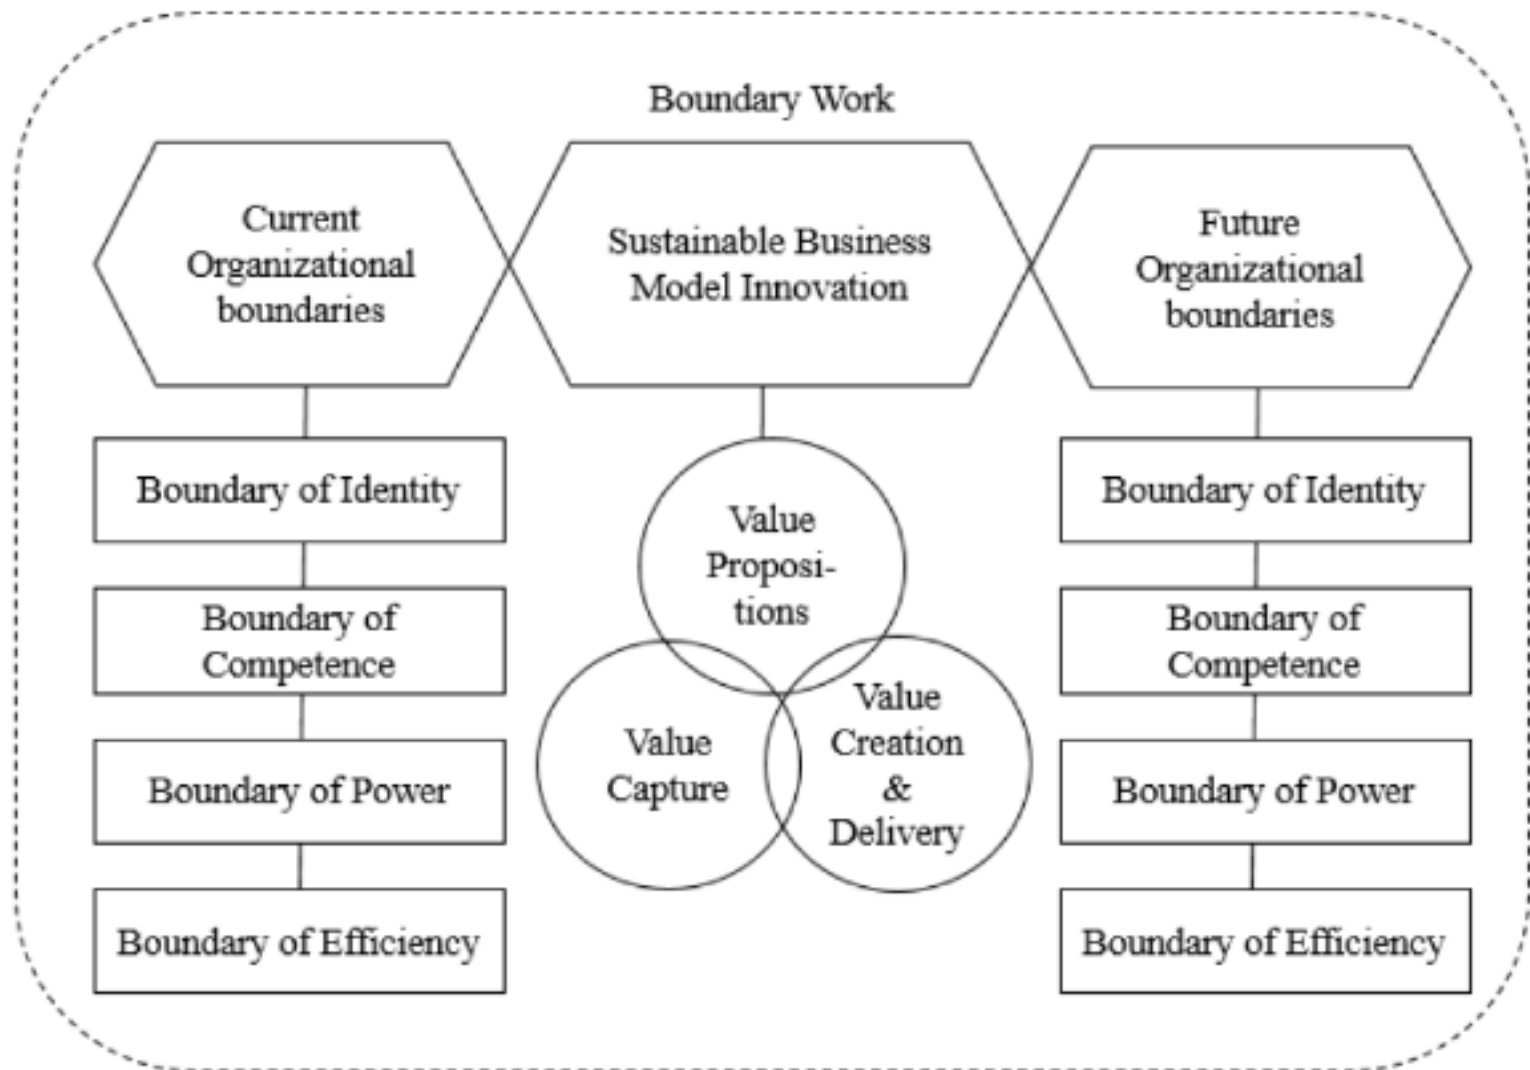 Boundary Work
Current
Organizational
boundaries
Sustainable Business
Model Innovation
Future
Organizational
boundaries
Boundary of Identity
Boundary of
Competence
Boundary of Power
Boundary of Efficiency
Value
Proposi-
tions
Value
Capture
Value
Creation
&
Delivery
Boundary of Identity
Boundary of
Competence
Boundary of Power
Boundary of Efficiency